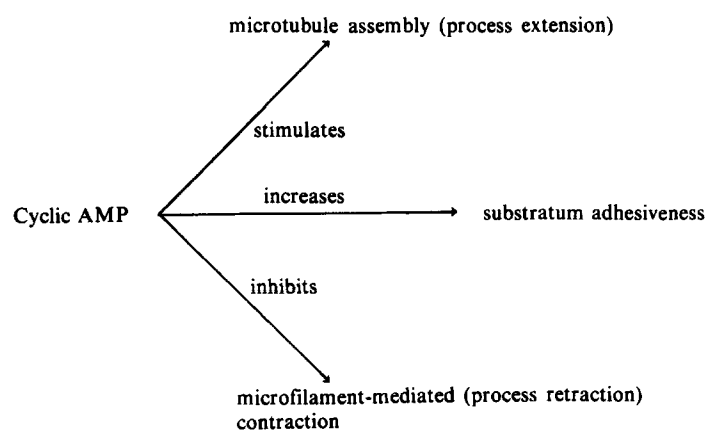 microtubule assembly (process extension)
stimulates
increases
Cyclic AMP
substratum adhesiveness
inhibits
microfilament-mediated (process retraction)
contraction